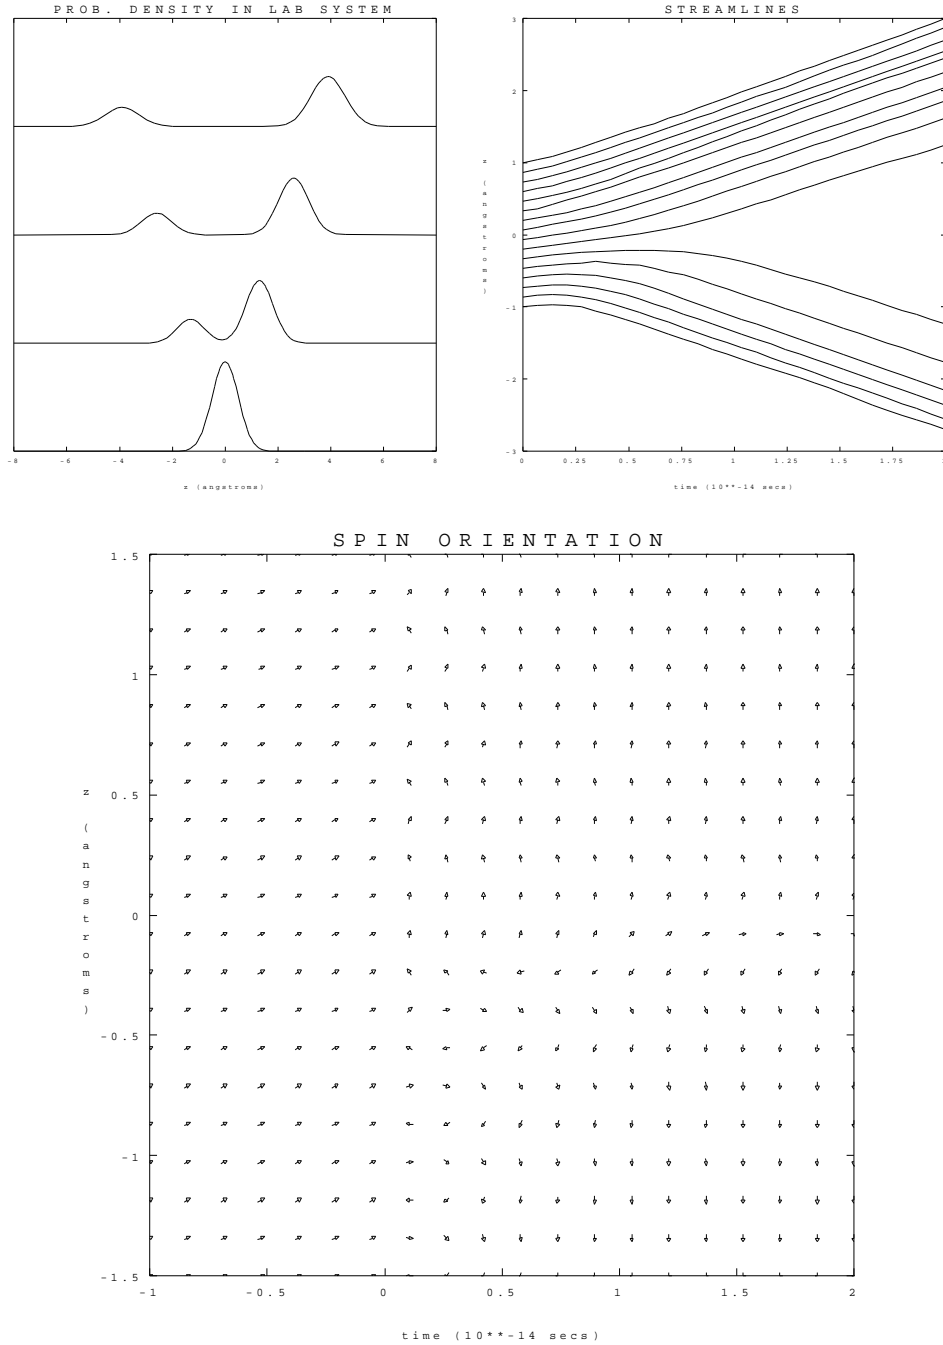 PROB. DENSITY IN LAB SYSTEM
-8 -6 -4 -2 0 2 4 6 8
z (angstroms)
STREAMLINES
3
2
1
0
-1
-2
-3
z (angstroms)
0 0.25 0.5 0.75 1 1.25 1.5 1.75 2
time (10**-14 secs)
SPIN ORIENTATION
1.5
1
0.5
0
-0.5
-1
-1.5
z (angstroms)
-1 -0.5 0 0.5 1 1.5 2
time (10**-14 secs)